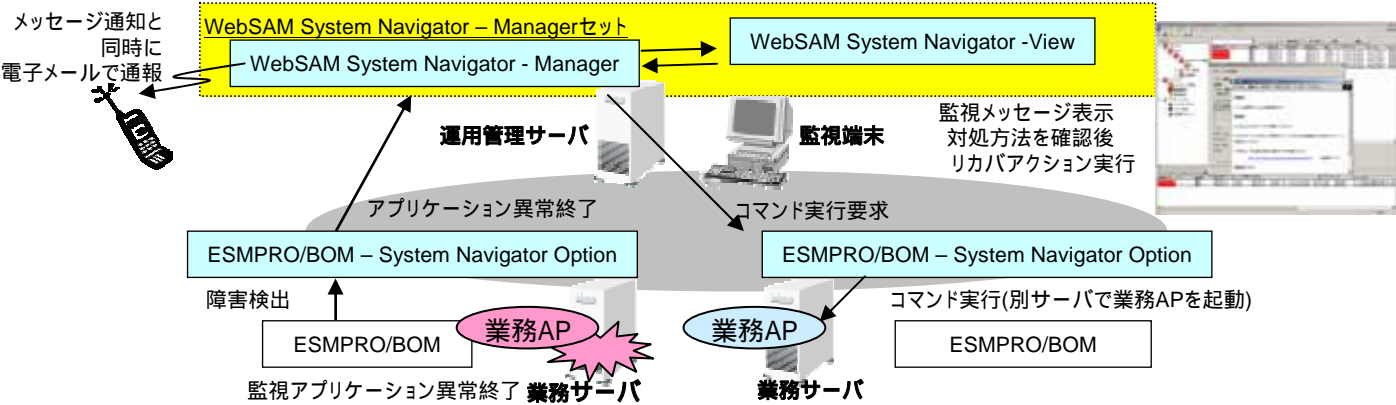 メッセージ通知と
同時に
電子メールで通報
WebSAM System Navigator – Managerセット
WebSAM System Navigator - Manager
WebSAM System Navigator -View
運用管理サーバ
監視端末
監視メッセージ表示
対処方法を確認後
リカバアクション実行
アプリケーション異常終了
コマンド実行要求
ESMPRO/BOM – System Navigator Option
ESMPRO/BOM – System Navigator Option
障害検出
コマンド実行(別サーバで業務APを起動)
ESMPRO/BOM
業務AP
業務AP
ESMPRO/BOM
監視アプリケーション異常終了
業務サーバ
業務サーバ